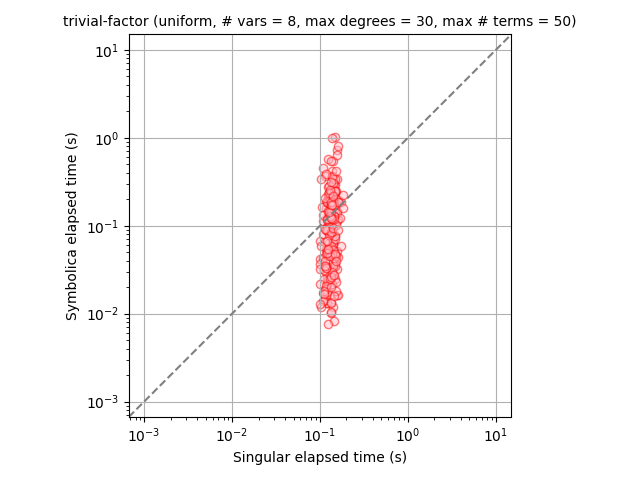 trivial-factor (uniform, # vars = 8, max degrees = 30, max # terms = 50)
Symbolica elapsed time (s)
10¹
10⁰
10⁻¹
10⁻²
10⁻³
10⁻³ 10⁻² 10⁻¹ 10⁰ 10¹
Singular elapsed time (s)